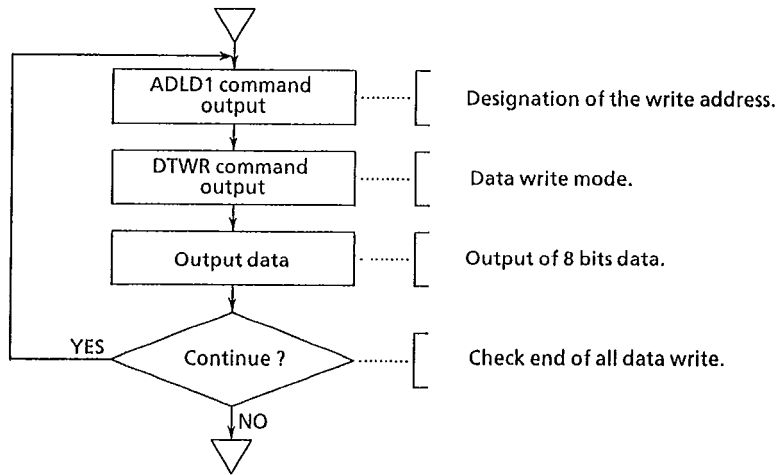 ADLD1 command
output
Designation of the write address.
DTWR command
output
Data write mode.
Output data
Output of 8 bits data.
YES
Continue ?
Check end of all data write.
NO